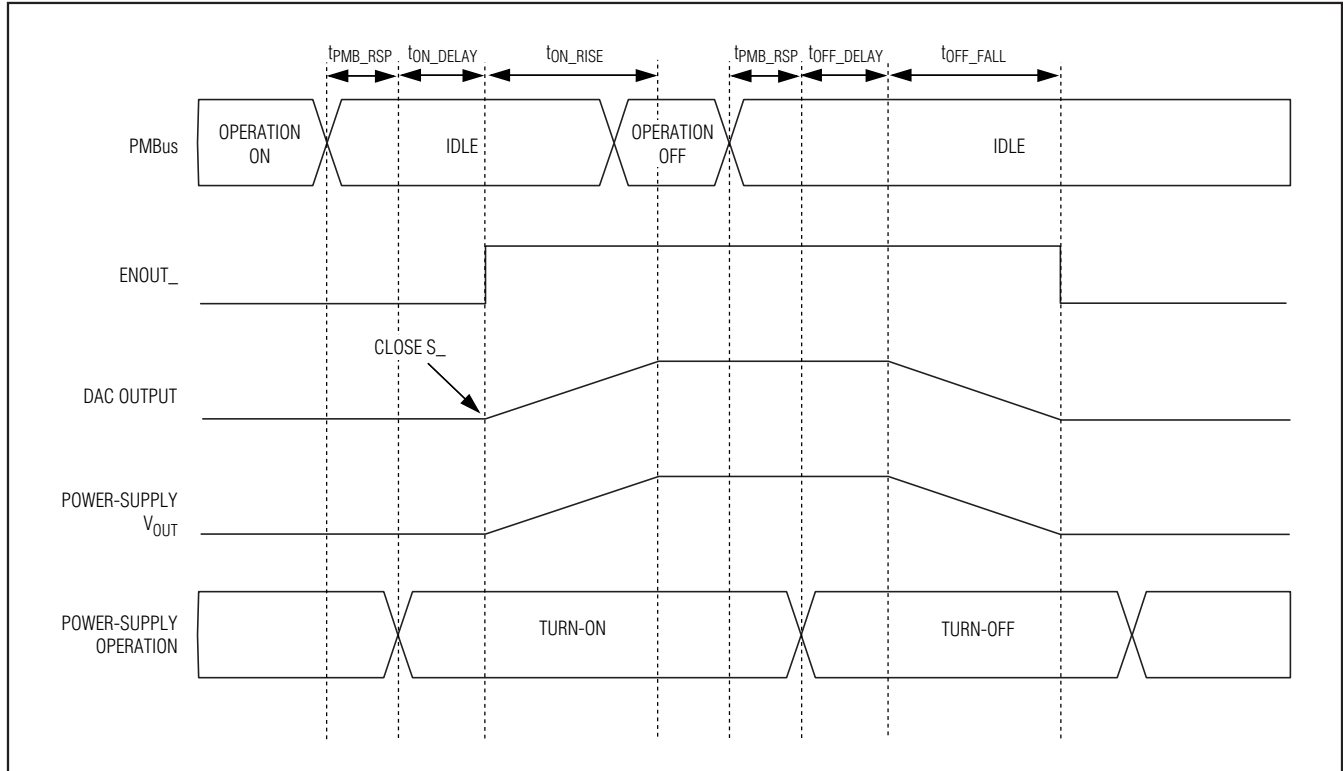 tPMB_RSP tON_DELAY tON_RISE tPMB_RSP tOFF_DELAY tOFF_FALL
PMBus
OPERATION
ON
IDLE
OPERATION
OFF
IDLE
ENOUT_
CLOSE S_
DAC OUTPUT
POWER-SUPPLY
VOUT
POWER-SUPPLY
OPERATION
TURN-ON
TURN-OFF